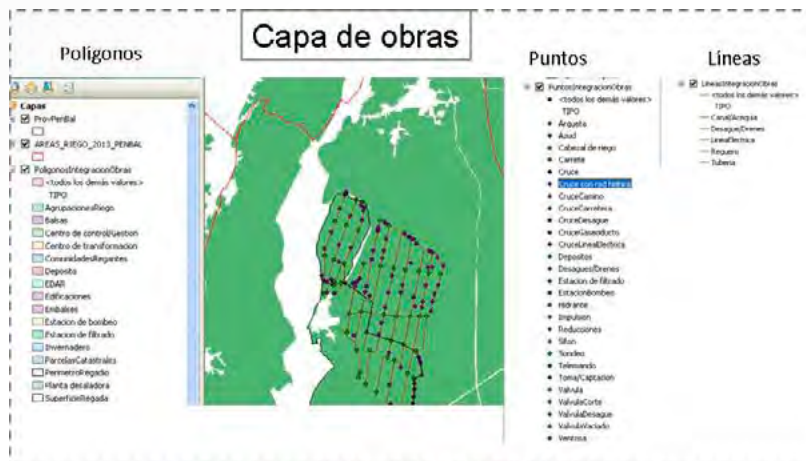 Capa de obras
Polígonos
Capas
ProvPenBal
AREAS_RIEGO_2013_PENBAL
PoligonosIntegracionObras
<todos los demás valores>
TIPO
AgrupacionesRiego
Balsas
Centro de control/Gestion
Centro de transformacion
ComunidadesRegantes
Deposito
EDAR
Edificaciones
Embalses
Estacion de bombeo
Estacion de filtrado
Invernadero
ParcelasCatastrales
PerimetroRegadio
Planta desaladora
SuperficieRegada
Puntos
PuntosIntegracionObras
<todos los demás valores>
TIPO
Arqueta
Azud
Cabezal de riego
Carrete
Cruce
Cruce con red hidrica
CruceCamino
CruceCarretera
CruceDesague
CruceGasoducto
CruceLineaElectrica
Depositos
Desagues/Drenes
Estacion de filtrado
EstacionBombeo
Hidrante
Impulsion
Reducciones
Sifon
Sondeo
Telemando
Toma/Captacion
Valvula
ValvulaCorte
ValvulaDesague
ValvulaVaciado
Ventosa
Líneas
LineasIntegracionObras
<todos los demás valores>
TIPO
Canal/Acequia
Desague/Drenes
LineaElectrica
Reguero
Tuberia